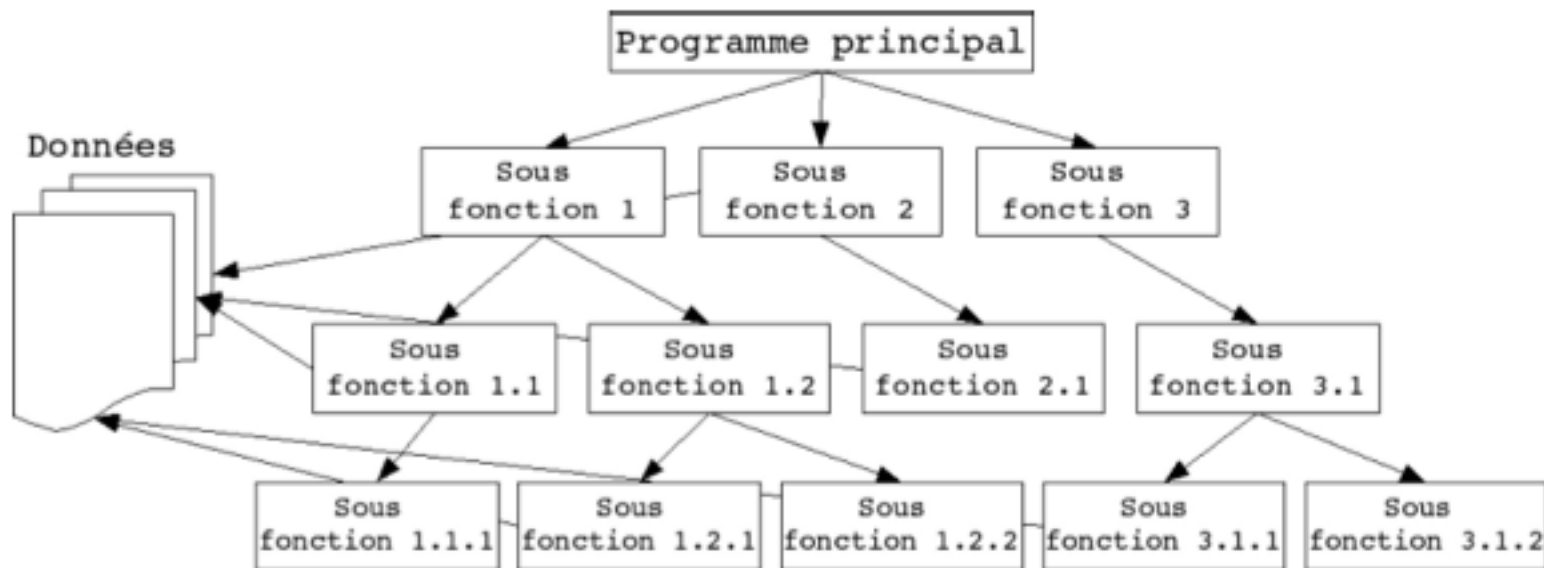 Programme principal
Données
Sous
fonction 1
Sous
fonction 2
Sous
fonction 3
Sous
fonction 1.1
Sous
fonction 1.2
Sous
fonction 2.1
Sous
fonction 3.1
Sous
fonction 1.1.1
Sous
fonction 1.2.1
Sous
fonction 1.2.2
Sous
fonction 3.1.1
Sous
fonction 3.1.2